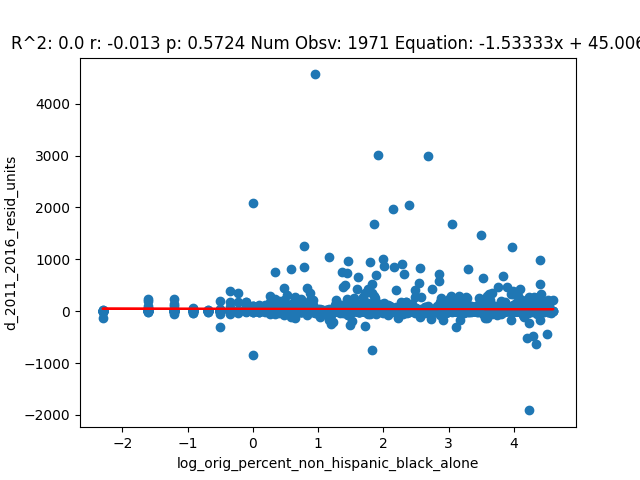 R^2: 0.0 r: -0.013 p: 0.5724 Num Obsv: 1971 Equation: -1.53333x + 45.006
4000
3000
2000
1000
0
−1000
−2000
d_2011_2016_resid_units
−2 −1 0 1 2 3 4
log_orig_percent_non_hispanic_black_alone